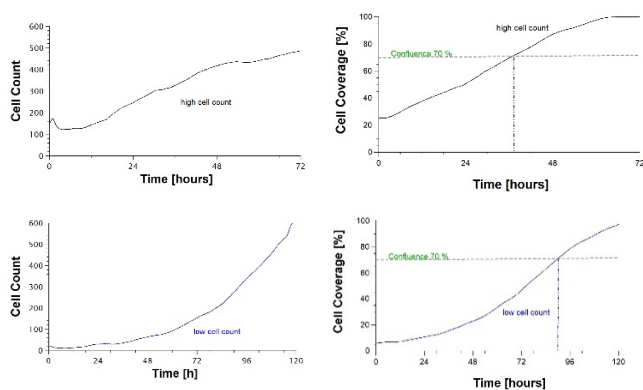 600
500
400
300
200
100
0
Cell Count
high cell count
0 24 48 72
Time [hours]
100
80
60
40
20
0
Cell Coverage [%]
Confluence 70 %
high cell count
0 24 48 72
Time [hours]
600
500
400
300
200
100
0
Cell Count
low cell count
0 24 48 72 96 120
Time [h]
100
80
60
40
20
0
Cell Coverage [%]
Confluence 70 %
low cell count
0 24 48 72 96 120
Time [hours]